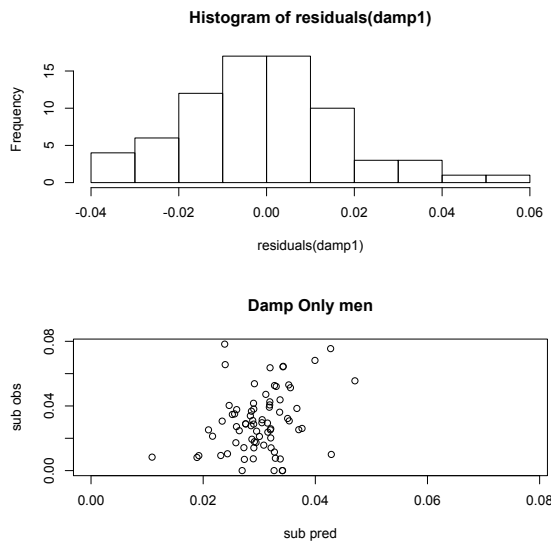 Histogram of residuals(damp1)
Frequency
15
10
5
0
-0.04 -0.02 0.00 0.02 0.04 0.06
residuals(damp1)
Damp Only men
sub obs
0.08
0.04
0.00
0.00 0.02 0.04 0.06 0.08
sub pred